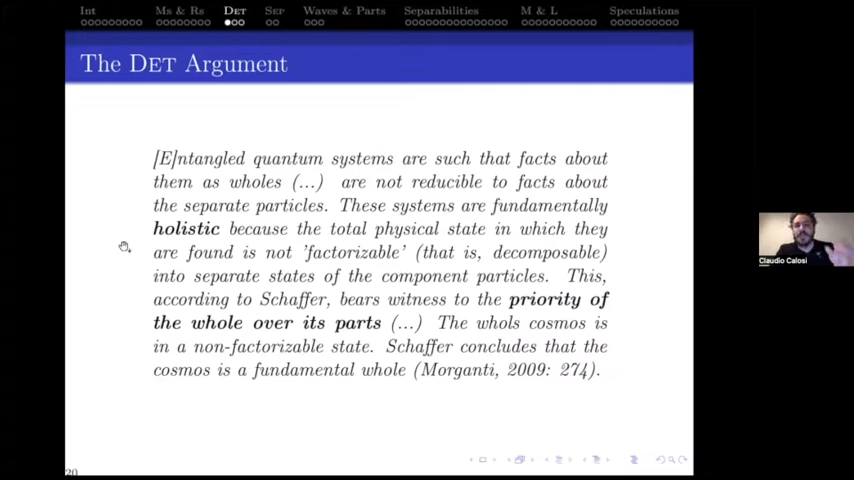 Int Ms & Rs DET SEP Waves & Parts Separabilities M & L Speculations
The DET Argument
[E]ntangled quantum systems are such that facts about
them as wholes (...) are not reducible to facts about
the separate particles. These systems are fundamentally
holistic because the total physical state in which they
are found is not 'factorizable' (that is, decomposable)
into separate states of the component particles. This,
according to Schaffer, bears witness to the priority of
the whole over its parts (...) The whols cosmos is
in a non-factorizable state. Schaffer concludes that the
cosmos is a fundamental whole (Morganti, 2009: 274).
Claudio Calosi
20